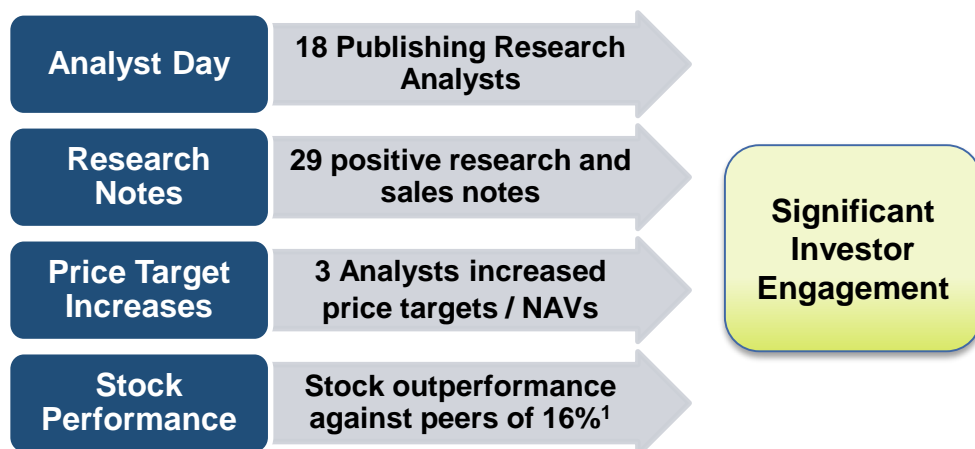 Analyst Day
18 Publishing Research
Analysts
Research
Notes
29 positive research and
sales notes
Price Target
Increases
3 Analysts increased
price targets / NAVs
Stock
Performance
Stock outperformance
against peers of 16%¹
Significant
Investor
Engagement